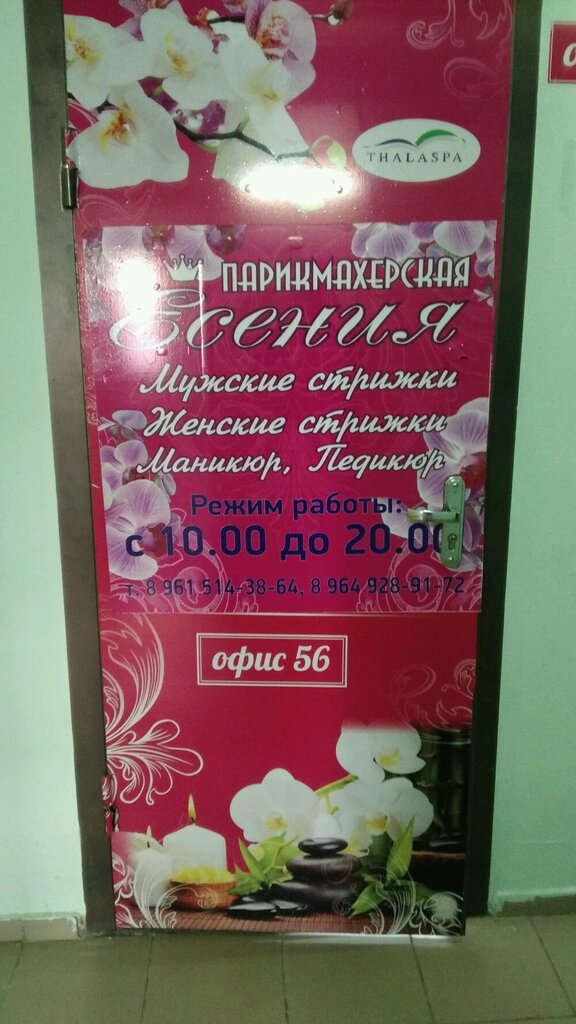 THALASPA
ПАРИКМАХЕРСКАЯ
Есения
Мужские стрижки
Женские стрижки
Маникюр, Педикюр
Режим работы:
с 10.00 до 20.00
т. 8 961 514-38-64, 8 964 928-91-72
офис 56